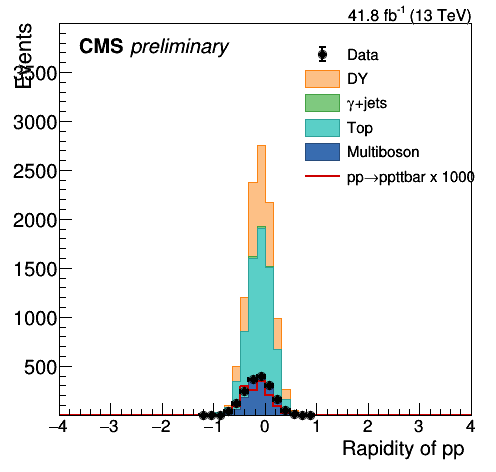 41.8 fb-1 (13 TeV)
Events
CMS preliminary
Data
DY
γ+jets
Top
Multiboson
pp→ppttbar x 1000
3500
3000
2500
2000
1500
1000
500
−4 −3 −2 −1 0 1 2 3 4
Rapidity of pp